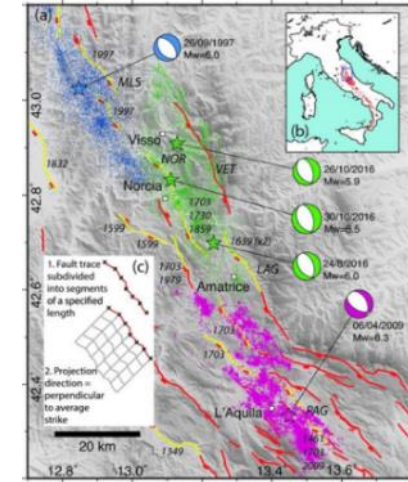 (a)
26/09/1997
Mw=6.0
1997
MLS
43.0
1997
(b)
Visso
NOR
VET
26/10/2016
Mw=5.9
1832
Norcia
42.8
1703
1730
1859
30/10/2016
Mw=6.5
1599
1599
1639 (x2)
24/8/2016
Mw=6.0
(c)
1703
1979
LAG
Amatrice
42.6
1. Fault trace
subdivided
into segments
of a specified
length
06/04/2009
Mw=6.3
1703
1703
2. Projection
direction =
perpendicular
to average
strike
42.4
L'Aquila
PAG
20 km
1461
1703
2009
1349
12.8
13.0
13.4
13.6